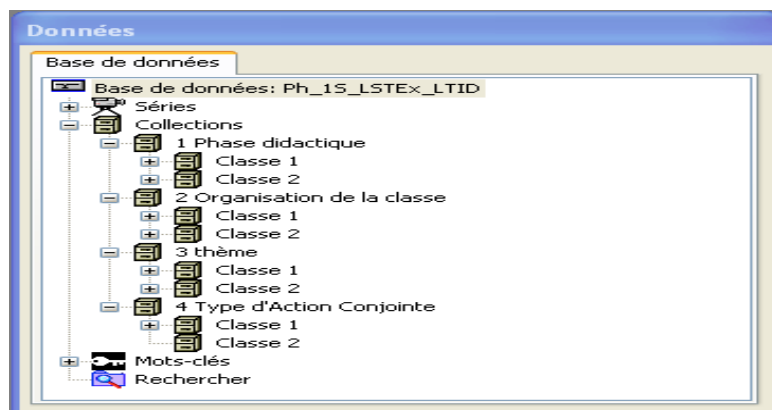 Données
Base de données
Base de données: Ph_1S_LSTEx_LTID
Séries
Collections
1 Phase didactique
Classe 1
Classe 2
2 Organisation de la classe
Classe 1
Classe 2
3 thème
Classe 1
Classe 2
4 Type d'Action Conjointe
Classe 1
Classe 2
Mots-clés
Rechercher